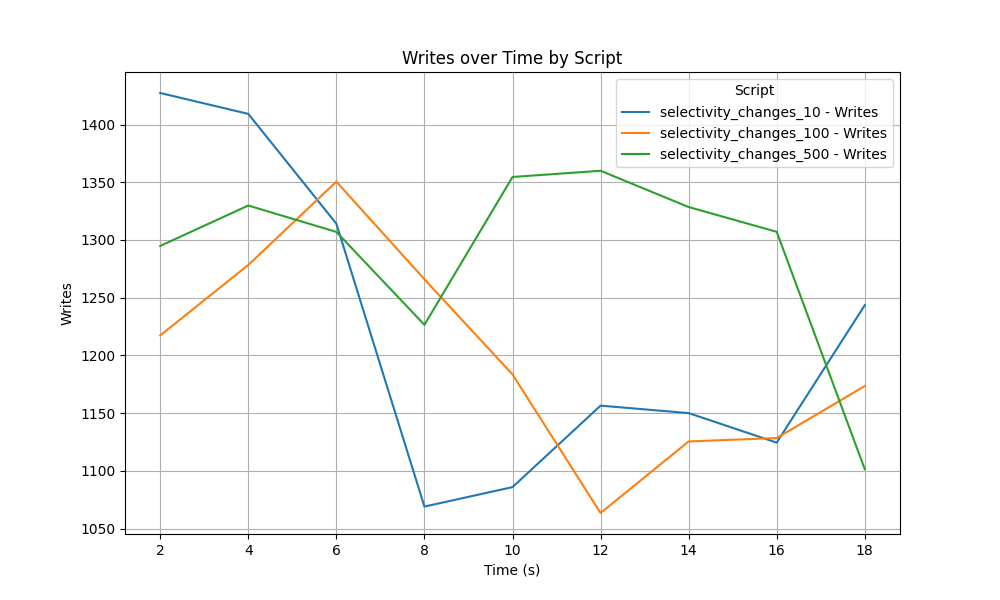 Writes over Time by Script
Script
selectivity_changes_10 - Writes
selectivity_changes_100 - Writes
selectivity_changes_500 - Writes
Writes
1400
1350
1300
1250
1200
1150
1100
1050
2 4 6 8 10 12 14 16 18
Time (s)